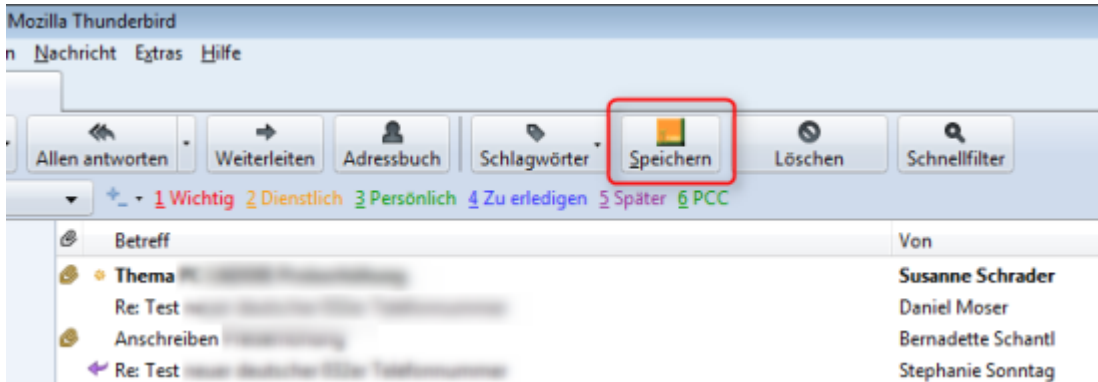 Mozilla Thunderbird
n Nachricht Extras Hilfe
Allen antworten Weiterleiten Adressbuch Schlagwörter Speichern Löschen Schnellfilter
1 Wichtig 2 Dienstlich 3 Persönlich 4 Zu erledigen 5 Später 6 PCC
Betreff Von
Thema Susanne Schrader
Re: Test Daniel Moser
Anschreiben Bernadette Schantl
Re: Test Stephanie Sonntag